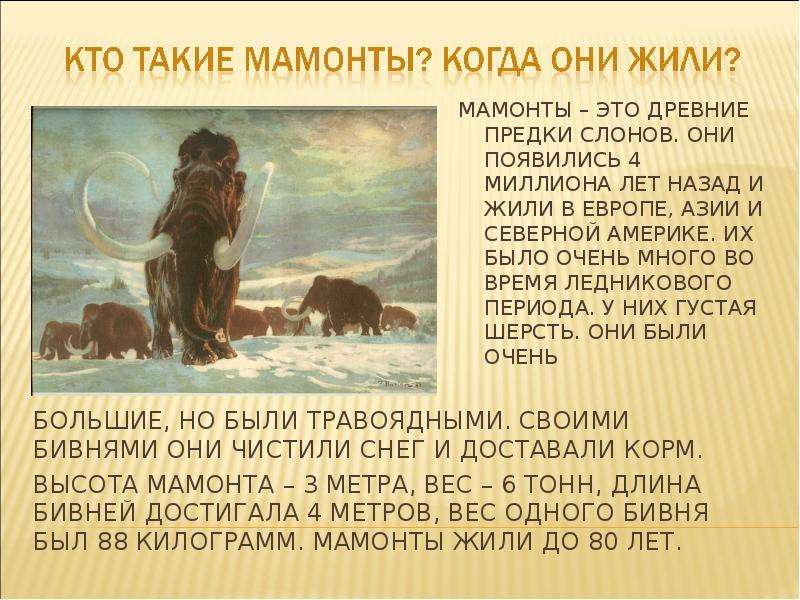 КТО ТАКИЕ МАМОНТЫ? КОГДА ОНИ ЖИЛИ?
МАМОНТЫ – ЭТО ДРЕВНИЕ
ПРЕДКИ СЛОНОВ. ОНИ
ПОЯВИЛИСЬ 4
МИЛЛИОНА ЛЕТ НАЗАД И
ЖИЛИ В ЕВРОПЕ, АЗИИ И
СЕВЕРНОЙ АМЕРИКЕ. ИХ
БЫЛО ОЧЕНЬ МНОГО ВО
ВРЕМЯ ЛЕДНИКОВОГО
ПЕРИОДА. У НИХ ГУСТАЯ
ШЕРСТЬ. ОНИ БЫЛИ
ОЧЕНЬ
БОЛЬШИЕ, НО БЫЛИ ТРАВОЯДНЫМИ. СВОИМИ
БИВНЯМИ ОНИ ЧИСТИЛИ СНЕГ И ДОСТАВАЛИ КОРМ.
ВЫСОТА МАМОНТА – 3 МЕТРА, ВЕС – 6 ТОНН, ДЛИНА
БИВНЕЙ ДОСТИГАЛА 4 МЕТРОВ, ВЕС ОДНОГО БИВНЯ
БЫЛ 88 КИЛОГРАММ. МАМОНТЫ ЖИЛИ ДО 80 ЛЕТ.